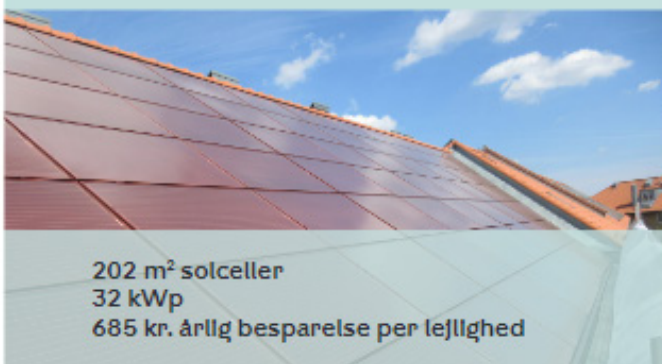 202 m² solceller
32 kWp
685 kr. årlig besparelse per lejlighed